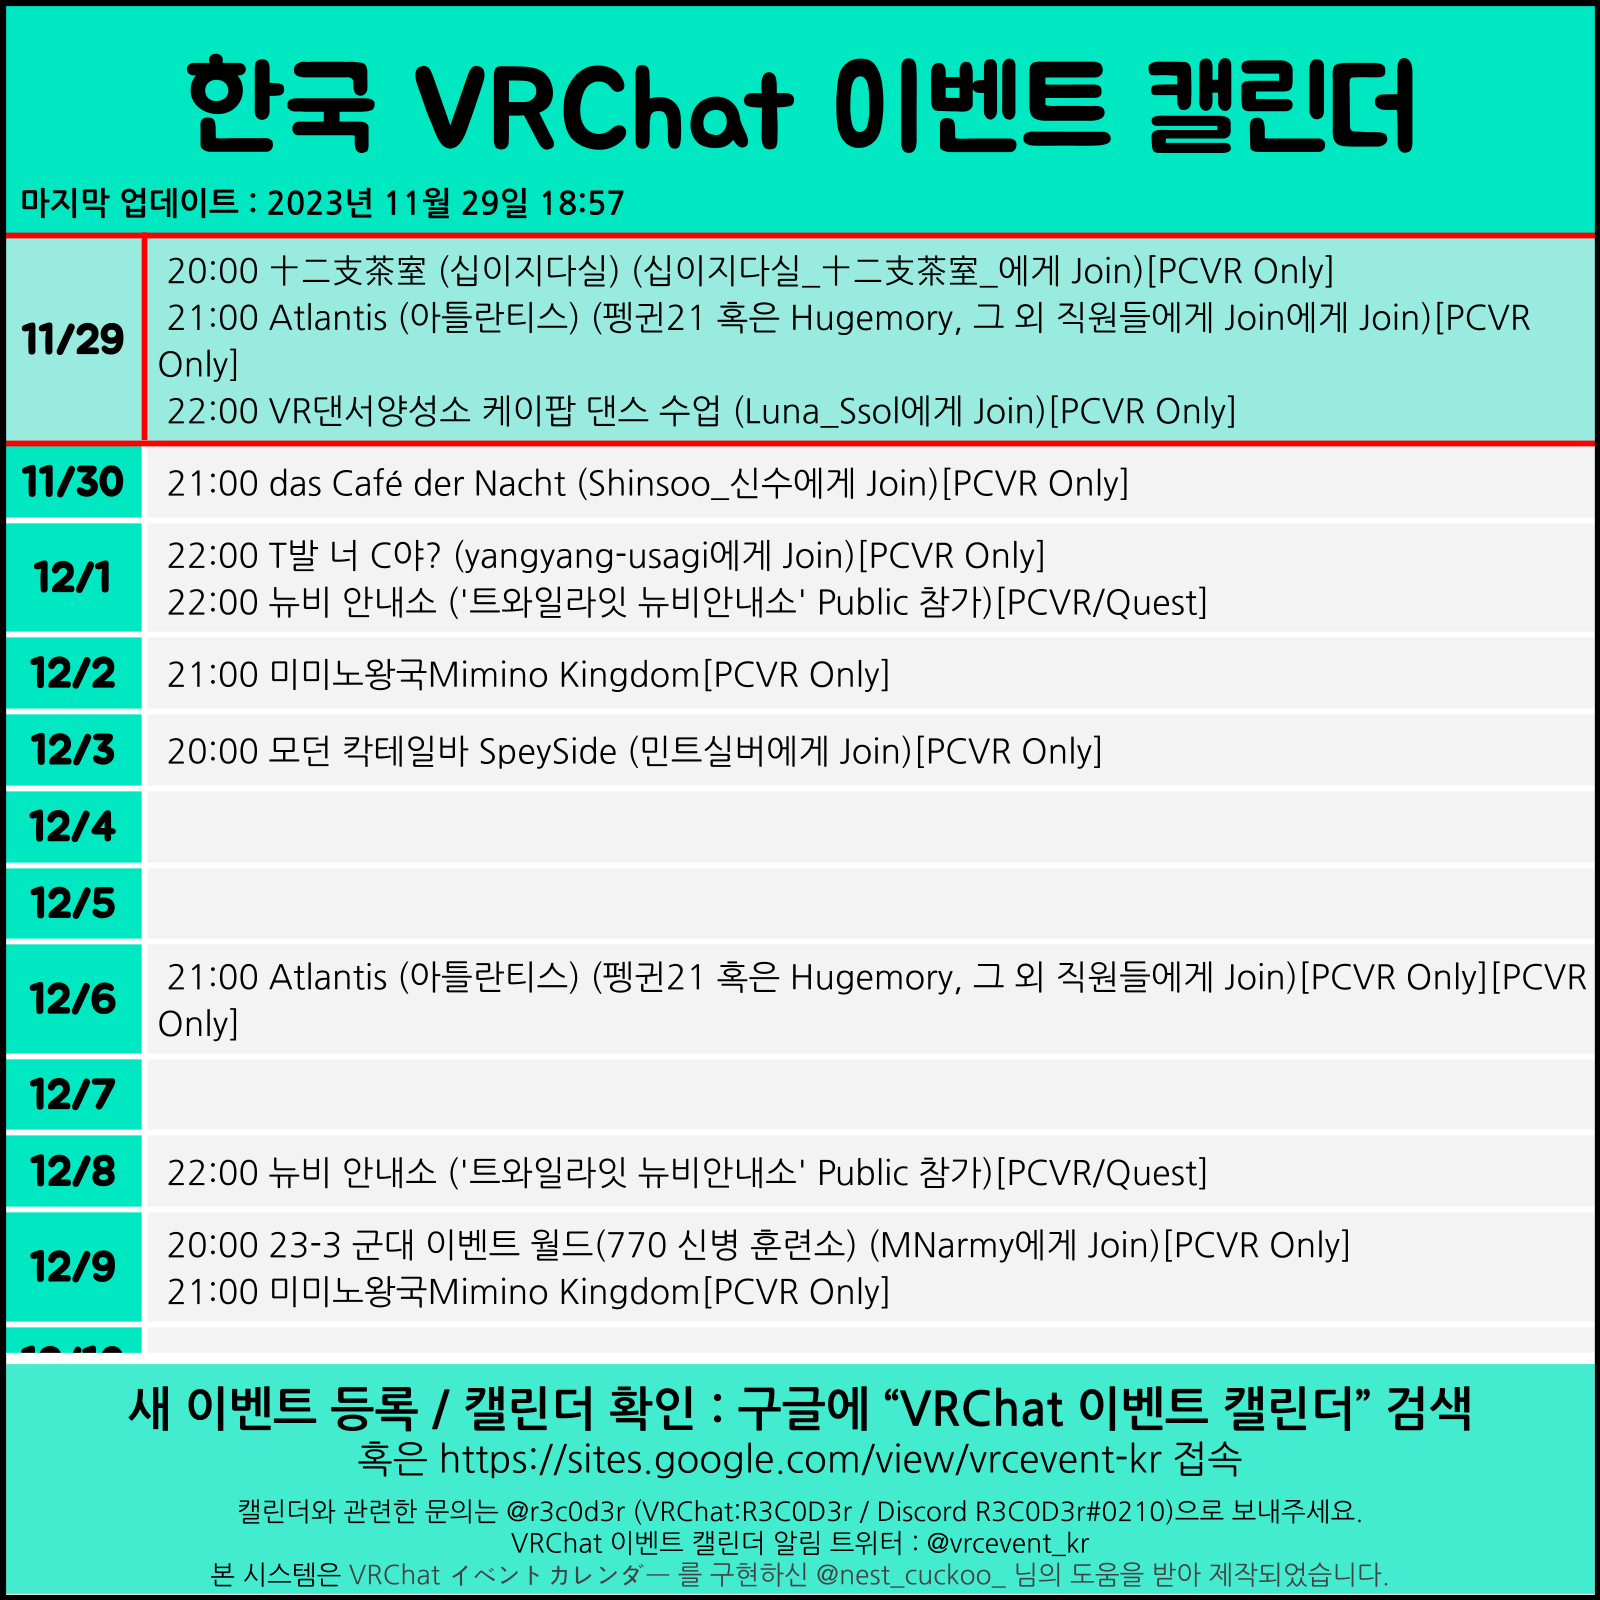 한국 VRChat 이벤트 캘린더
마지막 업데이트 : 2023년 11월 29일 18:57
11/29
20:00 十二支茶室 (십이지다실) (십이지다실_十二支茶室_에게 Join)[PCVR Only]
21:00 Atlantis (아틀란티스) (펭귄21 혹은 Hugemory, 그 외 직원들에게 Join에게 Join)[PCVR
Only]
22:00 VR댄서양성소 케이팝 댄스 수업 (Luna_Ssol에게 Join)[PCVR Only]
11/30
21:00 das Café der Nacht (Shinsoo_신수에게 Join)[PCVR Only]
12/1
22:00 T발 너 C야? (yangyang-usagi에게 Join)[PCVR Only]
22:00 뉴비 안내소 ('트와일라잇 뉴비안내소' Public 참가)[PCVR/Quest]
12/2
21:00 미미노왕국Mimino Kingdom[PCVR Only]
12/3
20:00 모던 칵테일바 SpeySide (민트실버에게 Join)[PCVR Only]
12/4
12/5
12/6
21:00 Atlantis (아틀란티스) (펭귄21 혹은 Hugemory, 그 외 직원들에게 Join)[PCVR Only][PCVR
Only]
12/7
12/8
22:00 뉴비 안내소 ('트와일라잇 뉴비안내소' Public 참가)[PCVR/Quest]
12/9
20:00 23-3 군대 이벤트 월드(770 신병 훈련소) (MNarmy에게 Join)[PCVR Only]
21:00 미미노왕국Mimino Kingdom[PCVR Only]
새 이벤트 등록 / 캘린더 확인 : 구글에 “VRChat 이벤트 캘린더” 검색
혹은 https://sites.google.com/view/vrcevent-kr 접속
캘린더와 관련한 문의는 @r3c0d3r (VRChat:R3C0D3r / Discord R3C0D3r#0210)으로 보내주세요.
VRChat 이벤트 캘린더 알림 트위터 : @vrcevent_kr
본 시스템은 VRChat イベントカレンダー 를 구현하신 @nest_cuckoo_ 님의 도움을 받아 제작되었습니다.